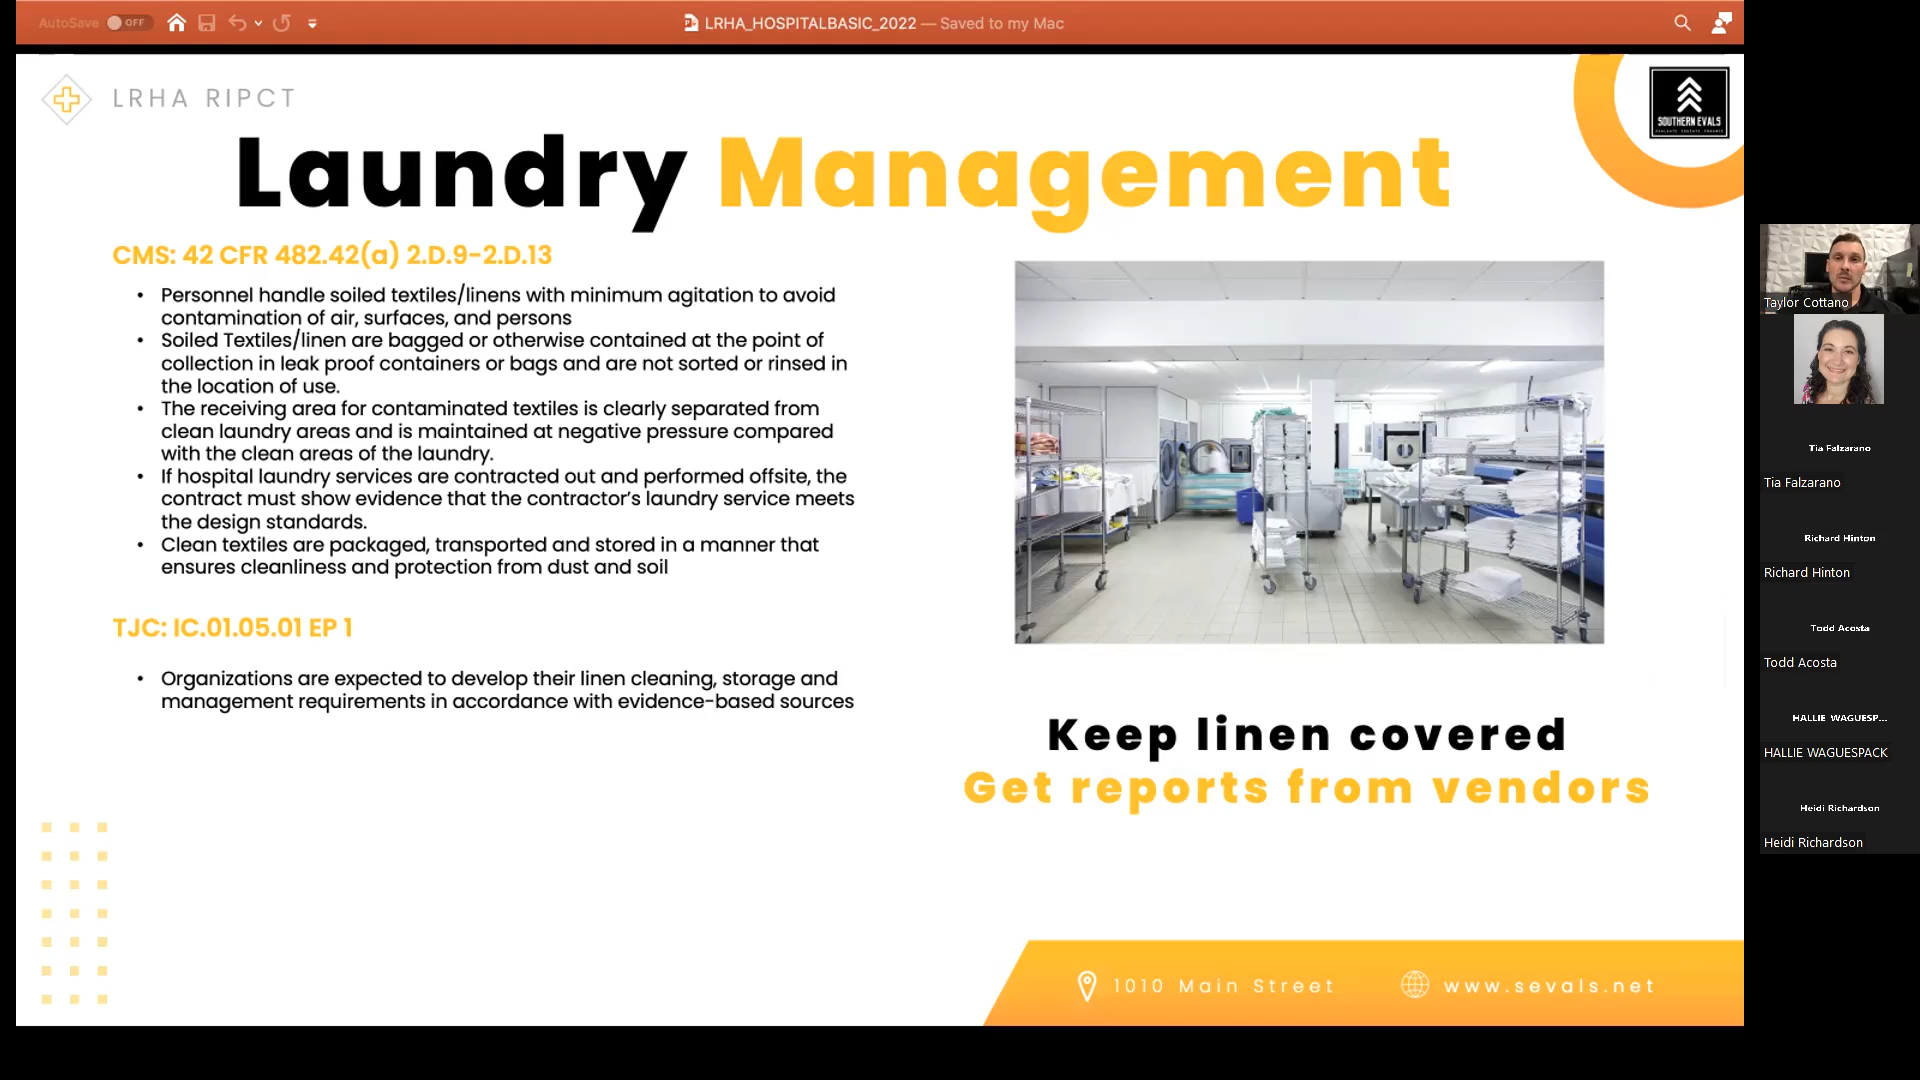 AutoSave OFF
LRHA_HOSPITALBASIC_2022 — Saved to my Mac
LRHA RIPCT
SOUTHERN EVALS
Laundry Management
CMS: 42 CFR 482.42(a) 2.D.9-2.D.13
• Personnel handle soiled textiles/linens with minimum agitation to avoid
contamination of air, surfaces, and persons
• Soiled Textiles/linen are bagged or otherwise contained at the point of
collection in leak proof containers or bags and are not sorted or rinsed in
the location of use.
• The receiving area for contaminated textiles is clearly separated from
clean laundry areas and is maintained at negative pressure compared
with the clean areas of the laundry.
• If hospital laundry services are contracted out and performed offsite, the
contract must show evidence that the contractor's laundry service meets
the design standards.
• Clean textiles are packaged, transported and stored in a manner that
ensures cleanliness and protection from dust and soil
TJC: IC.01.05.01 EP 1
• Organizations are expected to develop their linen cleaning, storage and
management requirements in accordance with evidence-based sources
Keep linen covered
Get reports from vendors
1010 Main Street
www.sevals.net
Taylor Cottano
Tia Falzarano
Tia Falzarano
Richard Hinton
Richard Hinton
Todd Acosta
Todd Acosta
HALLIE WAGUESP...
HALLIE WAGUESPACK
Heidi Richardson
Heidi Richardson